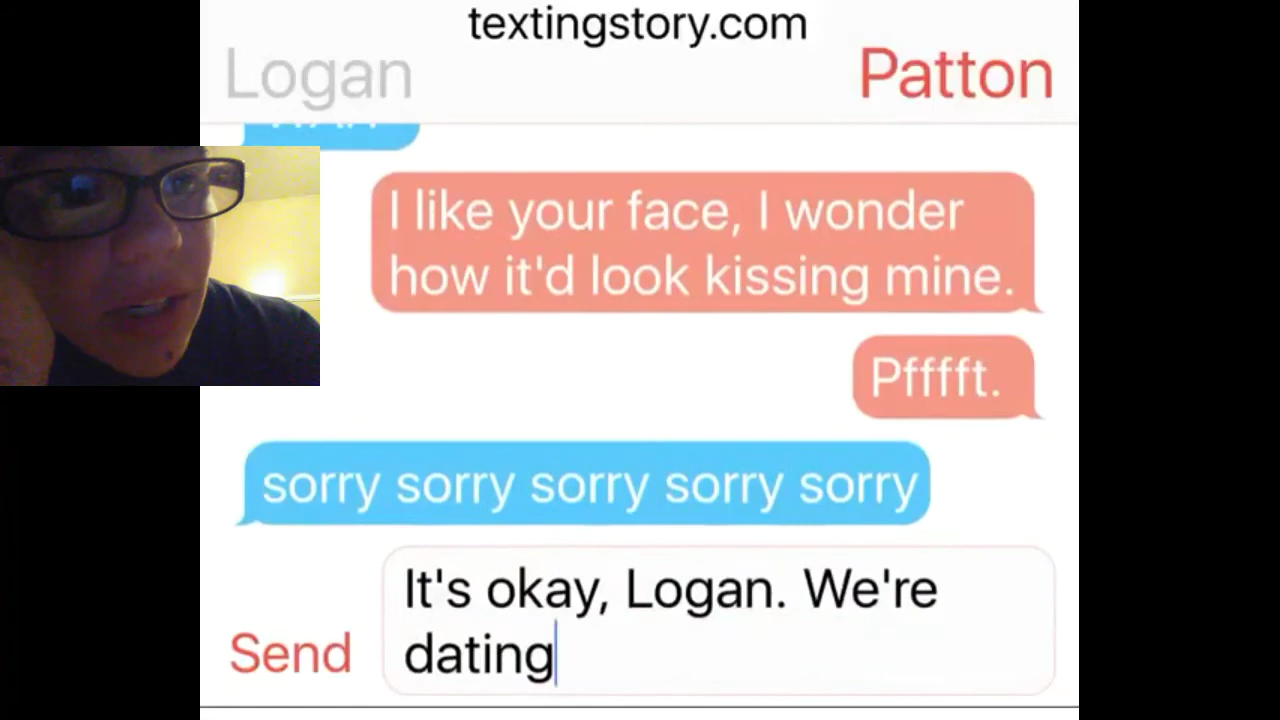 textingstory.com
Logan
Patton
I like your face, I wonder
how it'd look kissing mine.
Pfffft.
sorry sorry sorry sorry sorry
It's okay, Logan. We're
Send
dating